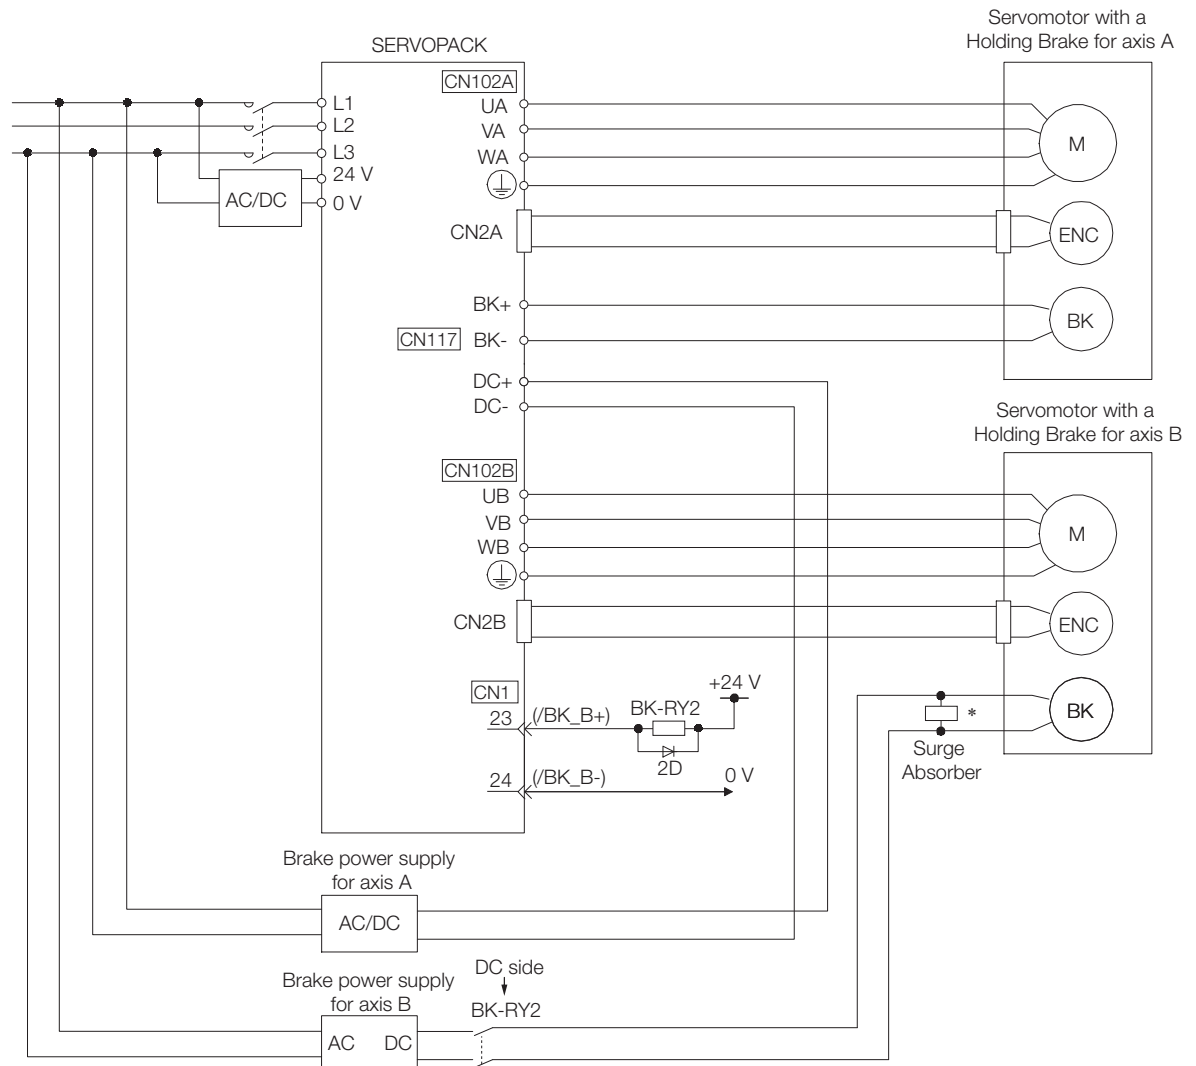 Servomotor with a
Holding Brake for axis A
SERVOPACK
CN102A
L1
UA
L2
VA
M
L3
WA
24 V
AC/DC
0 V
CN2A
ENC
BK+
BK
CN117
BK-
DC+
DC-
Servomotor with a
Holding Brake for axis B
CN102B
UB
VB
M
WB
CN2B
ENC
CN1
+24 V
23
(/BK_B+)
BK-RY2
*
BK
2D
Surge
Absorber
24
(/BK_B-)
0 V
Brake power supply
for axis A
AC/DC
DC side
Brake power supply
for axis B
BK-RY2
AC DC